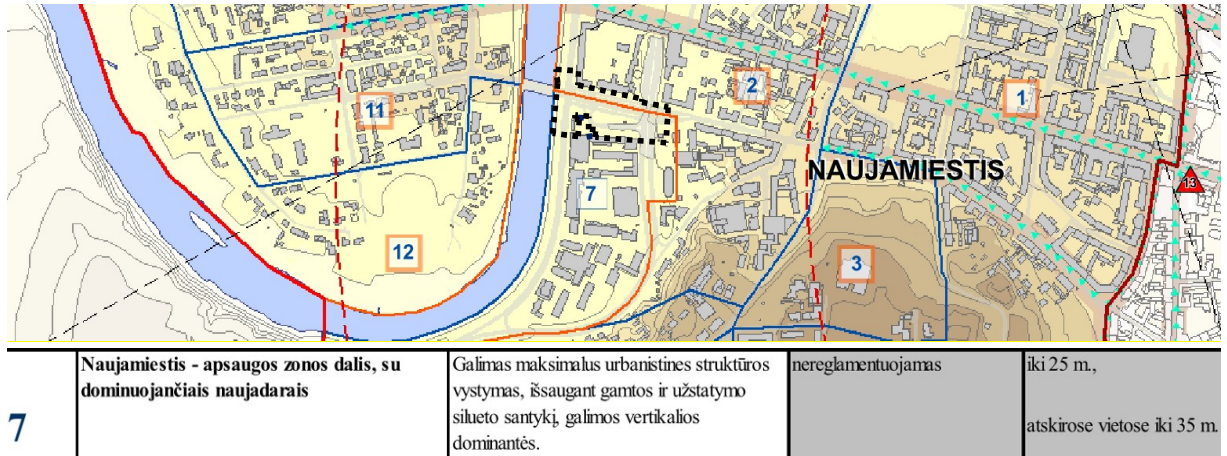 11
2
1
NAUJAMIESTIS
13
7
12
3
7
Naujamiestis - apsaugos zonos dalis, su
dominuojančiais naujadarais
Galimas maksimalus urbanistines struktūros
vystymas, išsaugant gamtos ir užstatymo
silueto santykį, galimos vertikalios
dominantės.
nereglamentuojamas
iki 25 m.,
atskirose vietose iki 35 m.